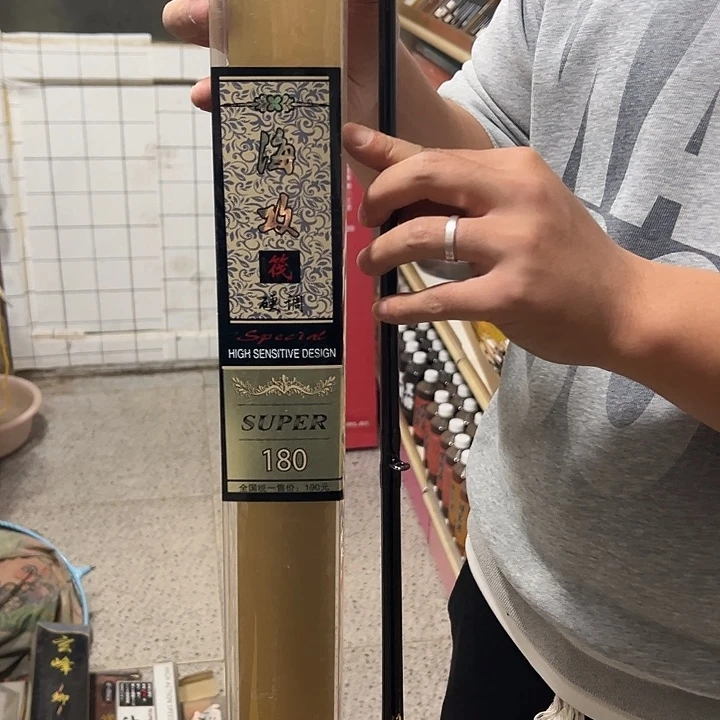 海
攻
筏
硬调
Special
HIGH SENSITIVE DESIGN
SUPER
180
全国统一售价：190元